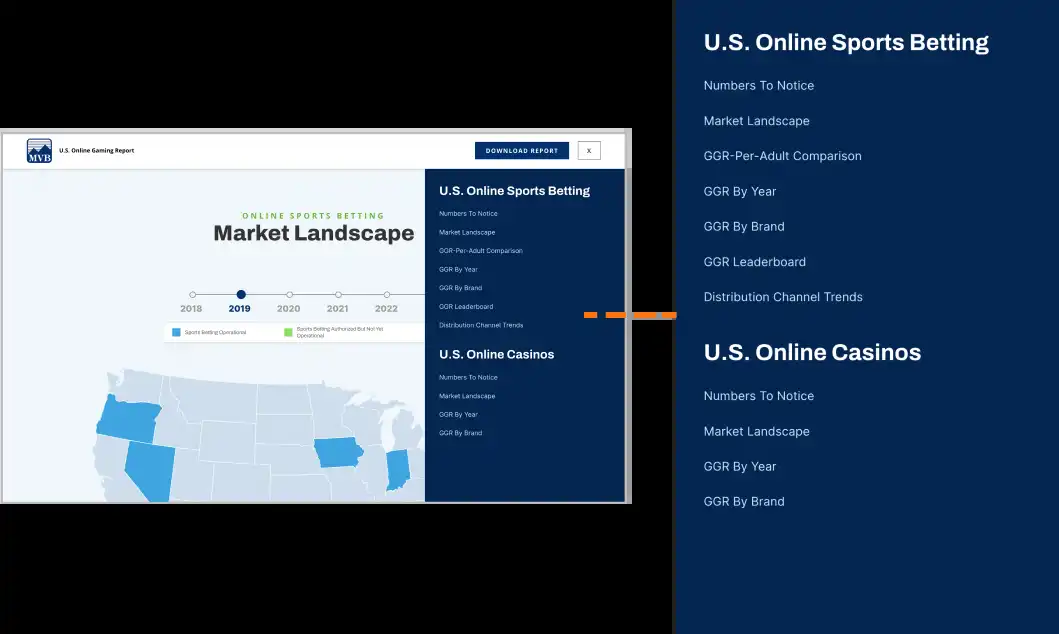 MVB
U.S. Online Gaming Report
DOWNLOAD REPORT
X
ONLINE SPORTS BETTING
Market Landscape
2018
2019
2020
2021
2022
Sports Betting Operational
Sports Betting Authorized But Not Yet
Operational
U.S. Online Sports Betting
Numbers To Notice
Market Landscape
GGR-Per-Adult Comparison
GGR By Year
GGR By Brand
GGR Leaderboard
Distribution Channel Trends
U.S. Online Casinos
Numbers To Notice
Market Landscape
GGR By Year
GGR By Brand
U.S. Online Sports Betting
Numbers To Notice
Market Landscape
GGR-Per-Adult Comparison
GGR By Year
GGR By Brand
GGR Leaderboard
Distribution Channel Trends
U.S. Online Casinos
Numbers To Notice
Market Landscape
GGR By Year
GGR By Brand